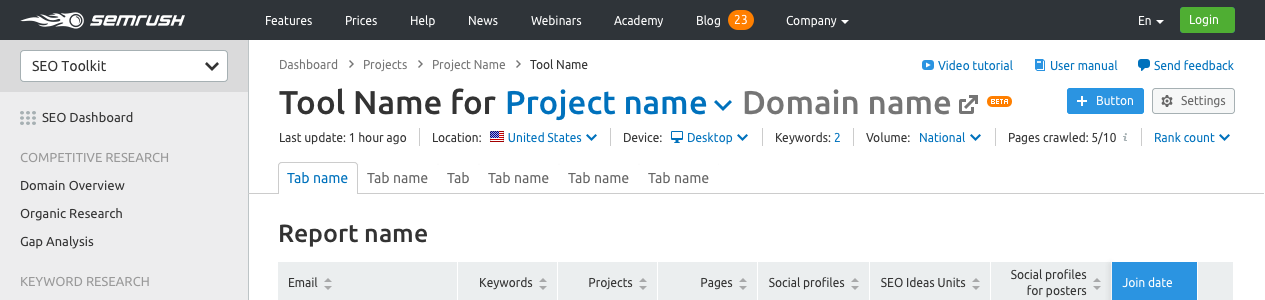 semrush Features Prices Help News Webinars Academy Blog 23 Company En Login
SEO Toolkit
SEO Dashboard
COMPETITIVE RESEARCH
Domain Overview
Organic Research
Gap Analysis
KEYWORD RESEARCH
Dashboard > Projects > Project Name > Tool Name
Video tutorial User manual Send feedback
Tool Name for Project name Domain name BETA
+ Button Settings
Last update: 1 hour ago Location: United States Device: Desktop Keywords: 2 Volume: National Pages crawled: 5/10 i Rank count
Tab name Tab name Tab Tab name Tab name Tab name
Report name
Email Keywords Projects Pages Social profiles SEO Ideas Units Social profiles for posters Join date